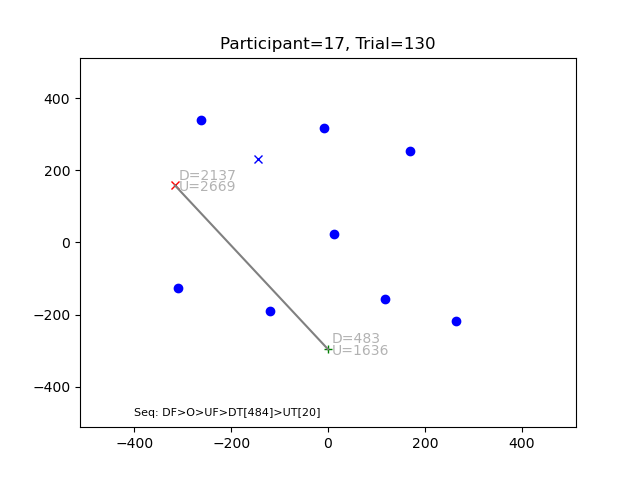 Participant=17, Trial=130
400
200
0
−200
−400
D=2137
U=2669
D=483
U=1636
Seq: DF>O>UF>DT[484]>UT[20]
−400
−200
0
200
400